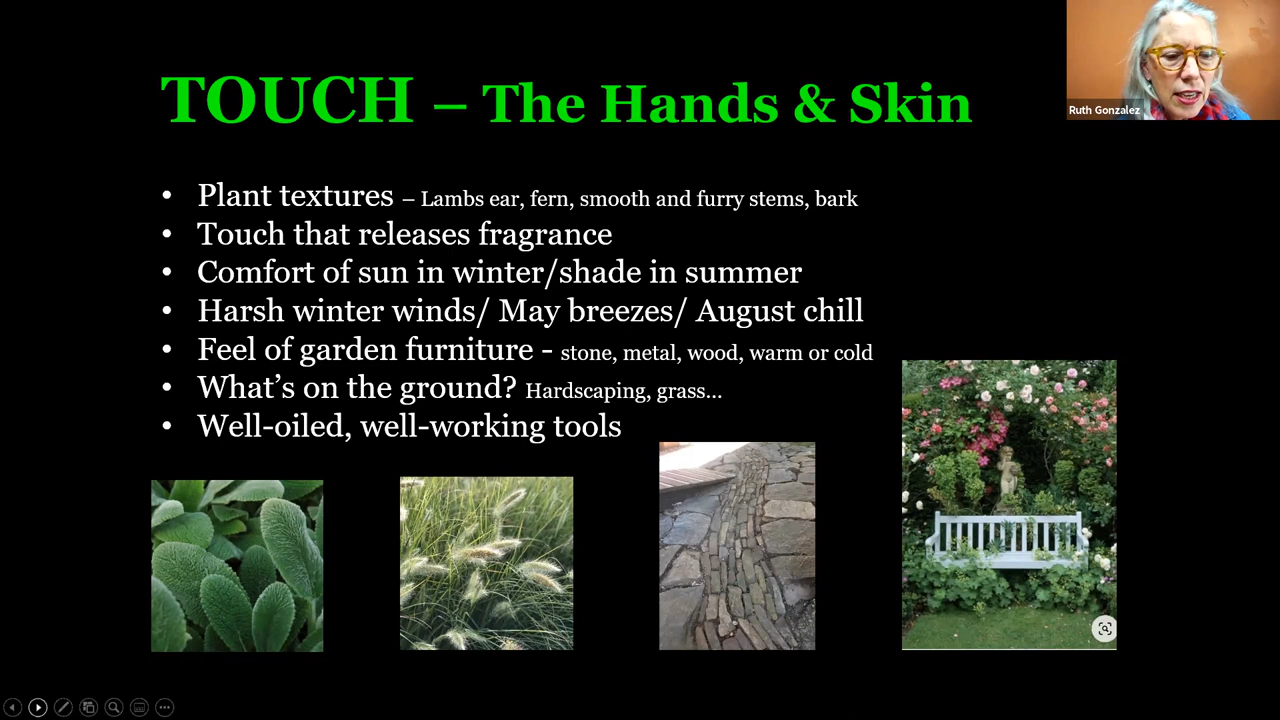 TOUCH – The Hands & Skin
Ruth Gonzalez
• Plant textures – Lambs ear, fern, smooth and furry stems, bark
• Touch that releases fragrance
• Comfort of sun in winter/shade in summer
• Harsh winter winds/ May breezes/ August chill
• Feel of garden furniture - stone, metal, wood, warm or cold
• What’s on the ground? Hardscaping, grass...
• Well-oiled, well-working tools